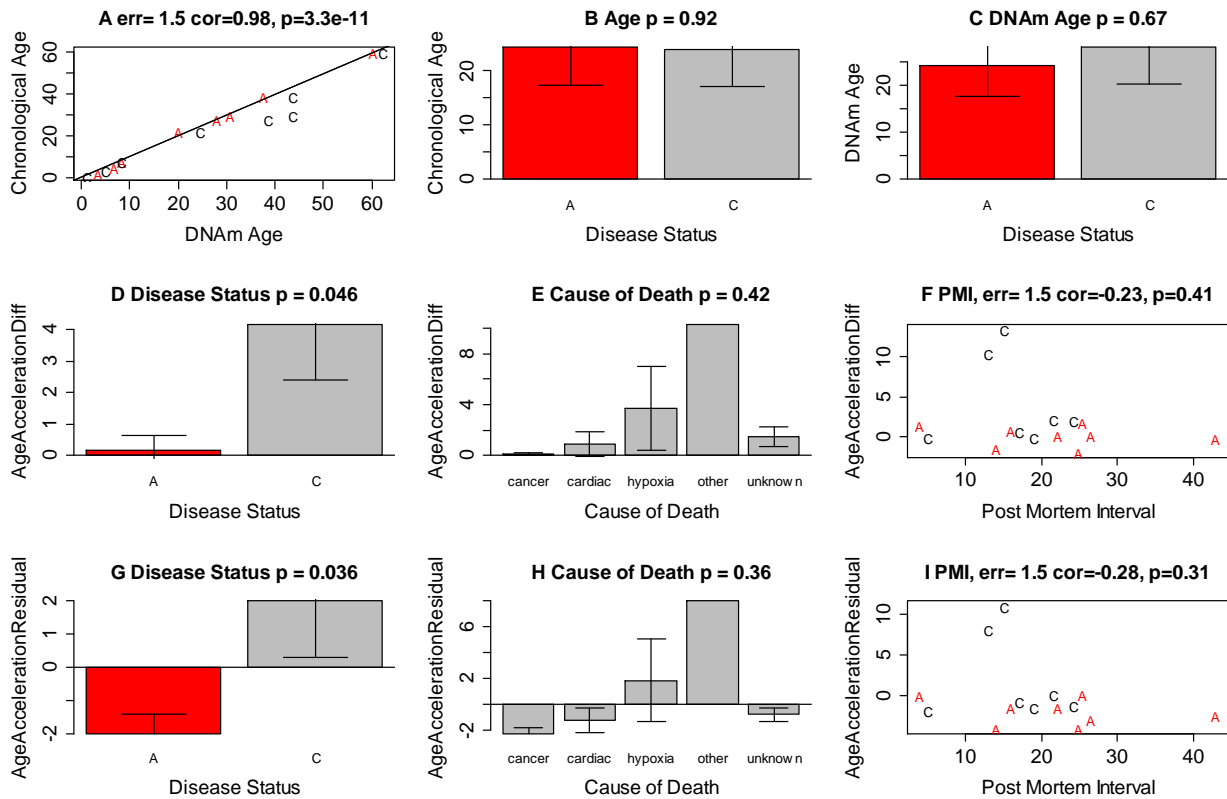 A err= 1.5 cor=0.98, p=3.3e-11
Chronological Age
0 20 40 60
A C A C C A A C A C C A C A C A C
0 10 20 30 40 50 60
DNAm Age
B Age p = 0.92
Chronological Age
0 10 20
A C
Disease Status
C DNAm Age p = 0.67
DNAm Age
0 10 20
A C
Disease Status
D Disease Status p = 0.046
AgeAccelerationDiff
0 1 2 3 4
A C
Disease Status
E Cause of Death p = 0.42
AgeAccelerationDiff
0 4 8
cancer cardiac hypoxia other unknown
Cause of Death
F PMI, err= 1.5 cor=-0.23, p=0.41
AgeAccelerationDiff
0 5 10
C C A C A A C C A C A C A A A
10 20 30 40
Post Mortem Interval
G Disease Status p = 0.036
AgeAccelerationResidual
-2 0 1 2
A C
Disease Status
H Cause of Death p = 0.36
AgeAccelerationResidual
-2 2 6
cancer cardiac hypoxia other unknown
Cause of Death
I PMI, err= 1.5 cor=-0.28, p=0.31
AgeAccelerationResidual
0 5 10
C C A C A A C C C A C A A A A
10 20 30 40
Post Mortem Interval